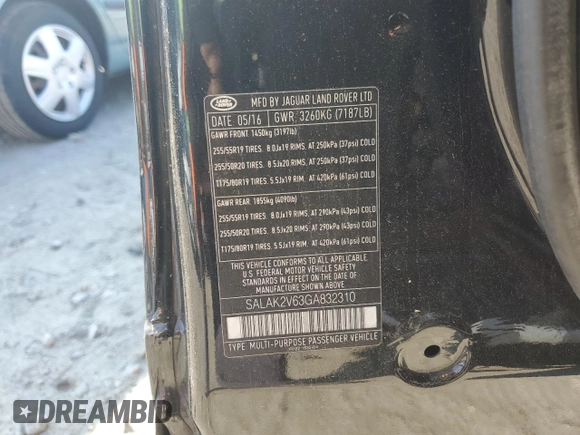 LAND ROVER
MFD BY JAGUAR LAND ROVER LTD
DATE: 05/16 GWR: 3260KG (7187LB)
GAWR FRONT 1450kg (3197lb)
255/55R19 TIRES. 8.0Jx19 RIMS. AT 250kPa (37psi) COLD
255/50R20 TIRES. 8.5Jx20 RIMS. AT 250kPa (37psi) COLD
T175/80R19 TIRES. 5.5Jx19 RIM. AT 420kPa (61psi) COLD
GAWR REAR 1855kg (4090lb)
255/55R19 TIRES. 8.0Jx19 RIMS. AT 290kPa (43psi) COLD
255/50R20 TIRES. 8.5Jx20 RIMS. AT 290kPa (43psi) COLD
T175/80R19 TIRES. 5.5Jx19 RIM. AT 420kPa (61psi) COLD
THIS VEHICLE CONFORMS TO ALL APPLICABLE
U.S. FEDERAL MOTOR VEHICLE SAFETY
STANDARDS IN EFFECT ON THE DATE OF
MANUFACTURE SHOWN ABOVE
SALAK2V63GA832310
TYPE: MULTI-PURPOSE PASSENGER VEHICLE
DREAMBID